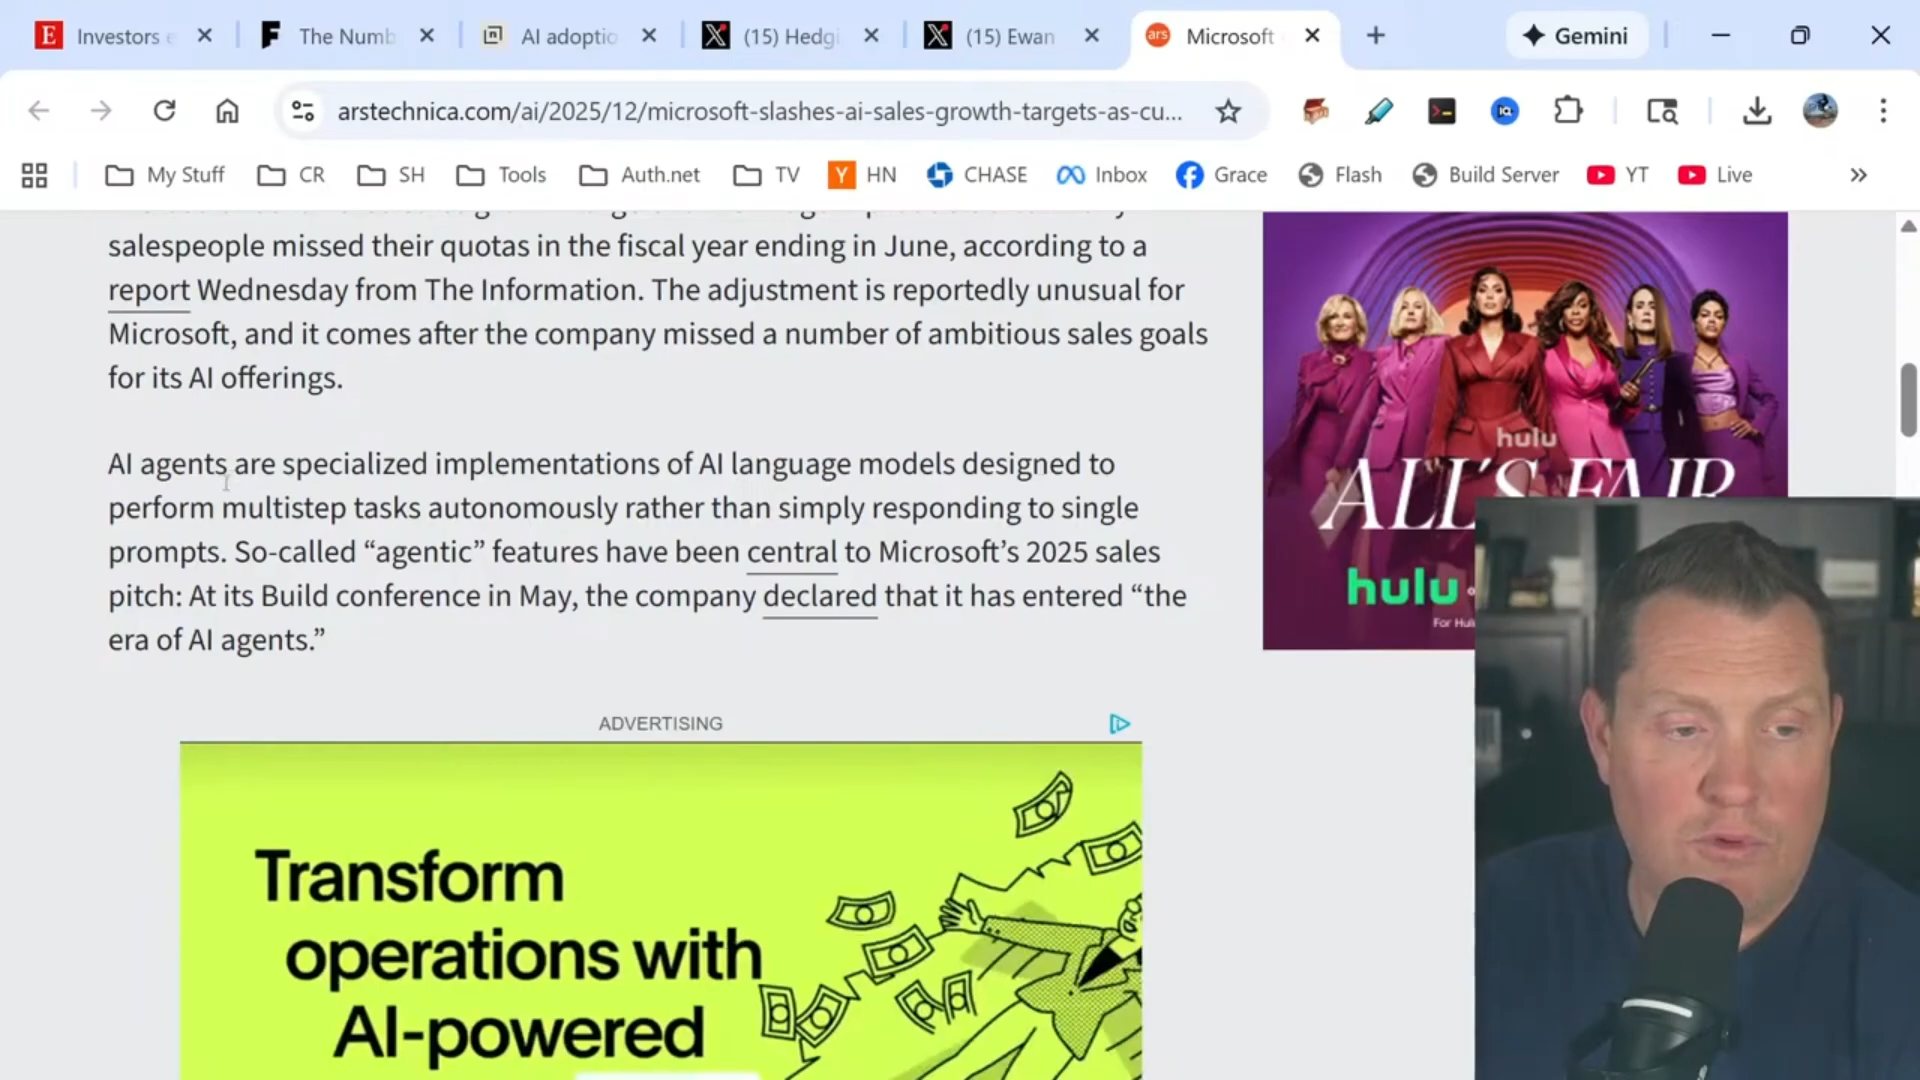 Investors
The Numb
AI adoptio
(15) Hedgi
(15) Ewan
Microsoft
Gemini
arstechnica.com/ai/2025/12/microsoft-slashes-ai-sales-growth-targets-as-cu...
My Stuff
CR
SH
Tools
Auth.net
TV
HN
CHASE
Inbox
Grace
Flash
Build Server
YT
Live
salespeople missed their quotas in the fiscal year ending in June, according to a
report Wednesday from The Information. The adjustment is reportedly unusual for
Microsoft, and it comes after the company missed a number of ambitious sales goals
for its AI offerings.
AI agents are specialized implementations of AI language models designed to
perform multistep tasks autonomously rather than simply responding to single
prompts. So-called “agentic” features have been central to Microsoft’s 2025 sales
pitch: At its Build conference in May, the company declared that it has entered “the
era of AI agents.”
ADVERTISING
Transform
operations with
AI-powered
hulu
ALL'S FAIR
hulu
For Hul